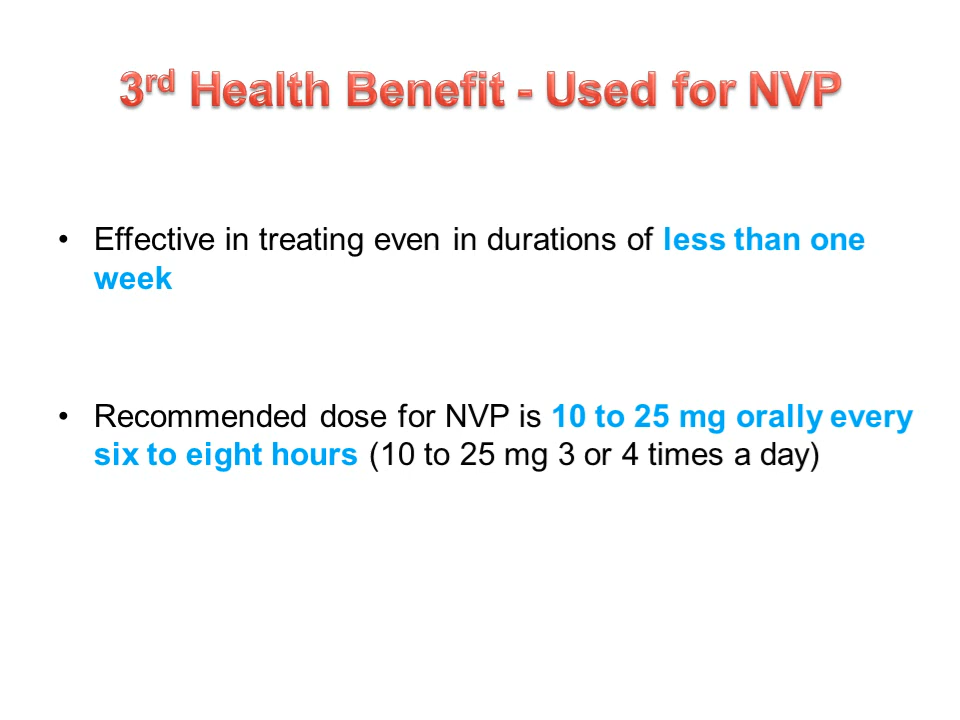 3rd Health Benefit - Used for NVP
• Effective in treating even in durations of less than one
week
• Recommended dose for NVP is 10 to 25 mg orally every
six to eight hours (10 to 25 mg 3 or 4 times a day)